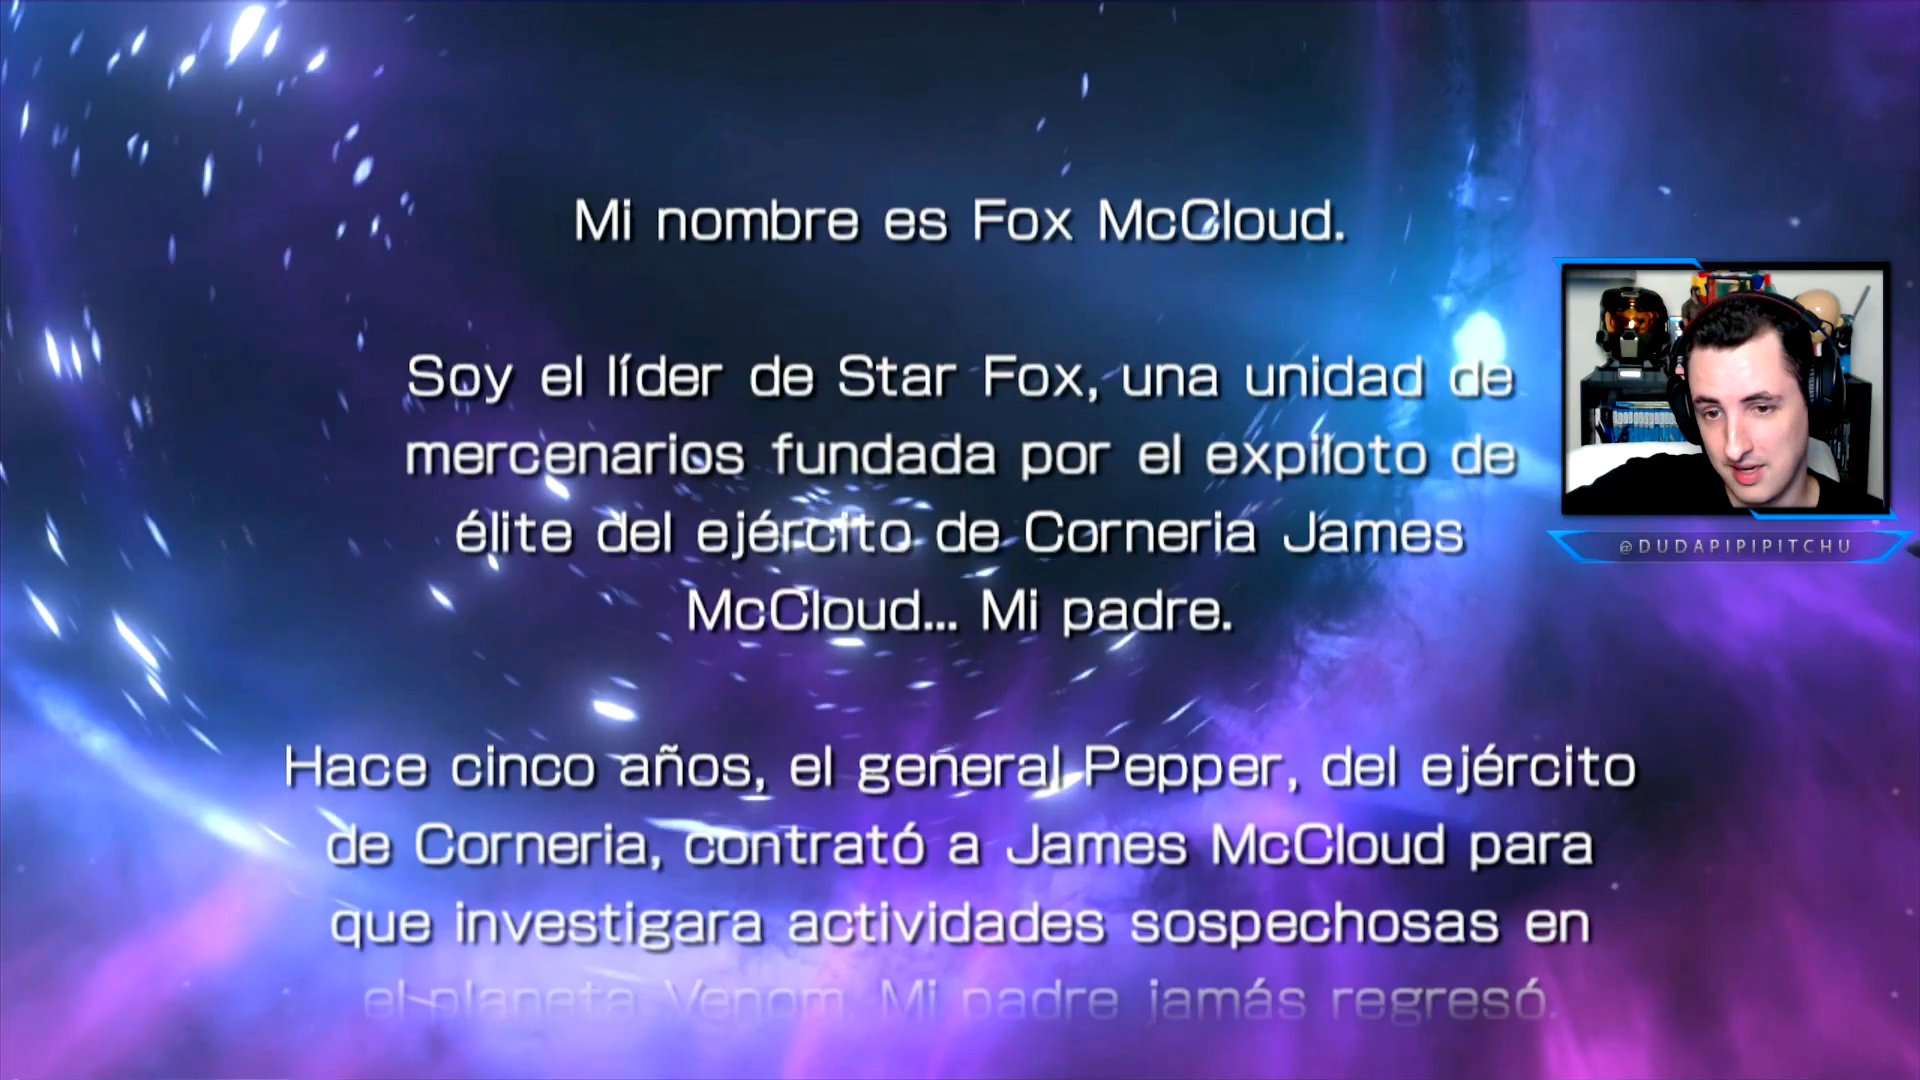 Mi nombre es Fox McCloud.
Soy el líder de Star Fox, una unidad de
mercenarios fundada por el expiloto de
élite del ejército de Corneria James
McCloud... Mi padre.
Hace cinco años, el general Pepper, del ejército
de Corneria, contrató a James McCloud para
que investigara actividades sospechosas en
el planeta Venom. Mi padre jamás regresó.
@DUDAPIPIPITCHU